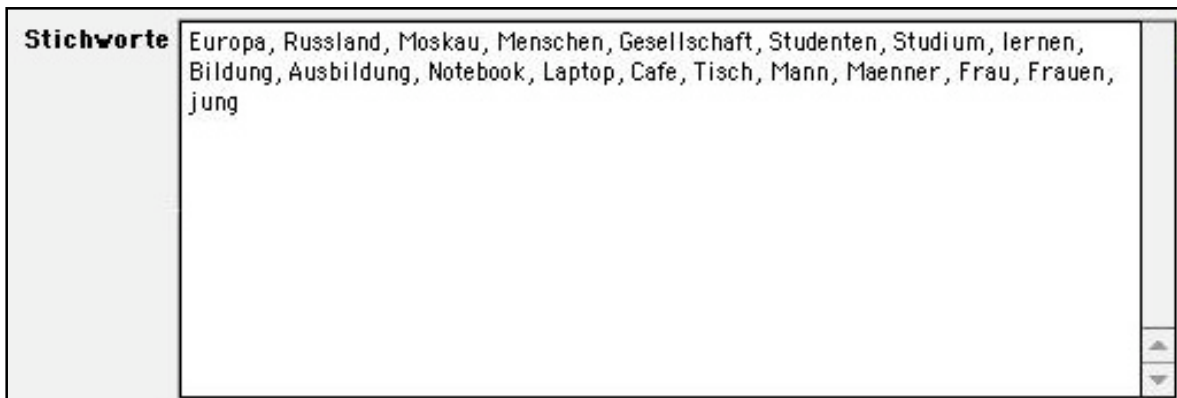 Stichworte
Europa, Russland, Moskau, Menschen, Gesellschaft, Studenten, Studium, lernen,
Bildung, Ausbildung, Notebook, Laptop, Cafe, Tisch, Mann, Maenner, Frau, Frauen,
jung